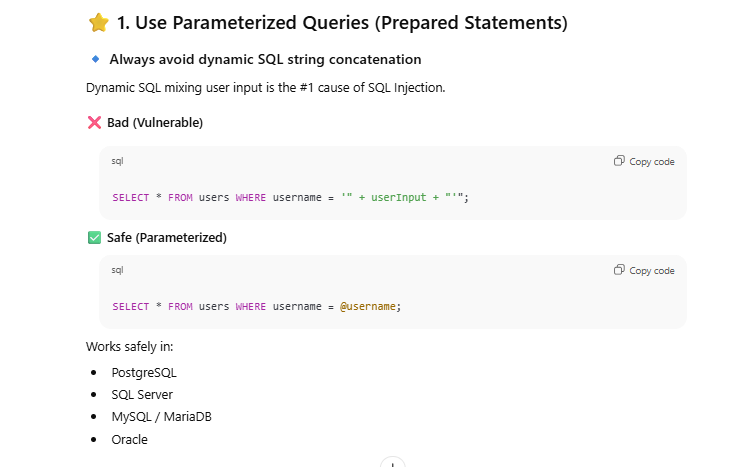 ⭐ 1. Use Parameterized Queries (Prepared Statements)
🔹 Always avoid dynamic SQL string concatenation
Dynamic SQL mixing user input is the #1 cause of SQL Injection.
❌ Bad (Vulnerable)
sql Copy code
SELECT * FROM users WHERE username = '" + userInput + "'";
✅ Safe (Parameterized)
sql Copy code
SELECT * FROM users WHERE username = @username;
Works safely in:
• PostgreSQL
• SQL Server
• MySQL / MariaDB
• Oracle